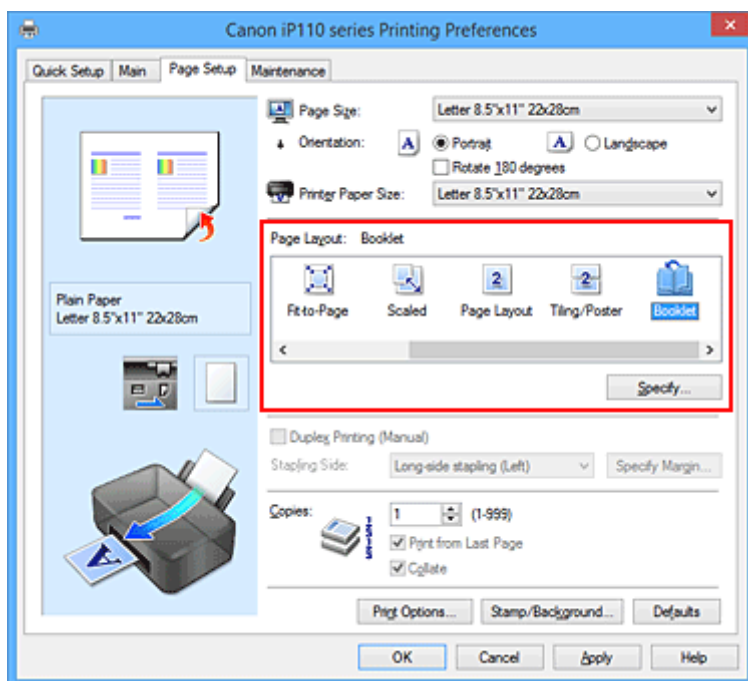 Canon iP110 series Printing Preferences
Quick Setup Main Page Setup Maintenance
Page Size: Letter 8.5"x11" 22x28cm
Orientation: A Portrait A Landscape
Rotate 180 degrees
Printer Paper Size: Letter 8.5"x11" 22x28cm
Page Layout: Booklet
2 2
Fit-to-Page Scaled Page Layout Tiling/Poster Booklet
Specify...
Plain Paper
Letter 8.5"x11" 22x28cm
Duplex Printing (Manual)
Stapling Side: Long-side stapling (Left) Specify Margin...
Copies: 1 (1-999)
Print from Last Page
Collate
A
Print Options... Stamp/Background... Defaults
OK Cancel Apply Help